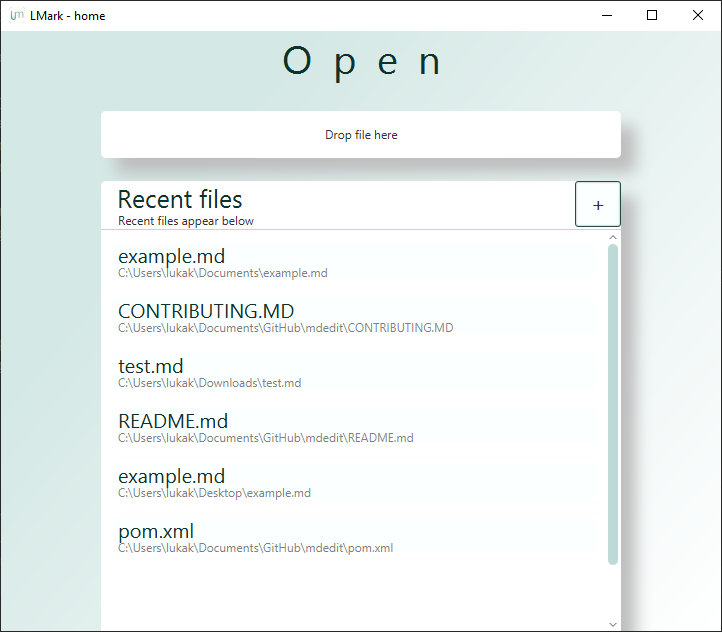 LMark - home
Open
Drop file here
Recent files
+
Recent files appear below
example.md
C:\Users\lukak\Documents\example.md
CONTRIBUTING.MD
C:\Users\lukak\Documents\GitHub\mdedit\CONTRIBUTING.MD
test.md
C:\Users\lukak\Downloads\test.md
README.md
C:\Users\lukak\Documents\GitHub\mdedit\README.md
example.md
C:\Users\lukak\Desktop\example.md
pom.xml
C:\Users\lukak\Documents\GitHub\mdedit\pom.xml